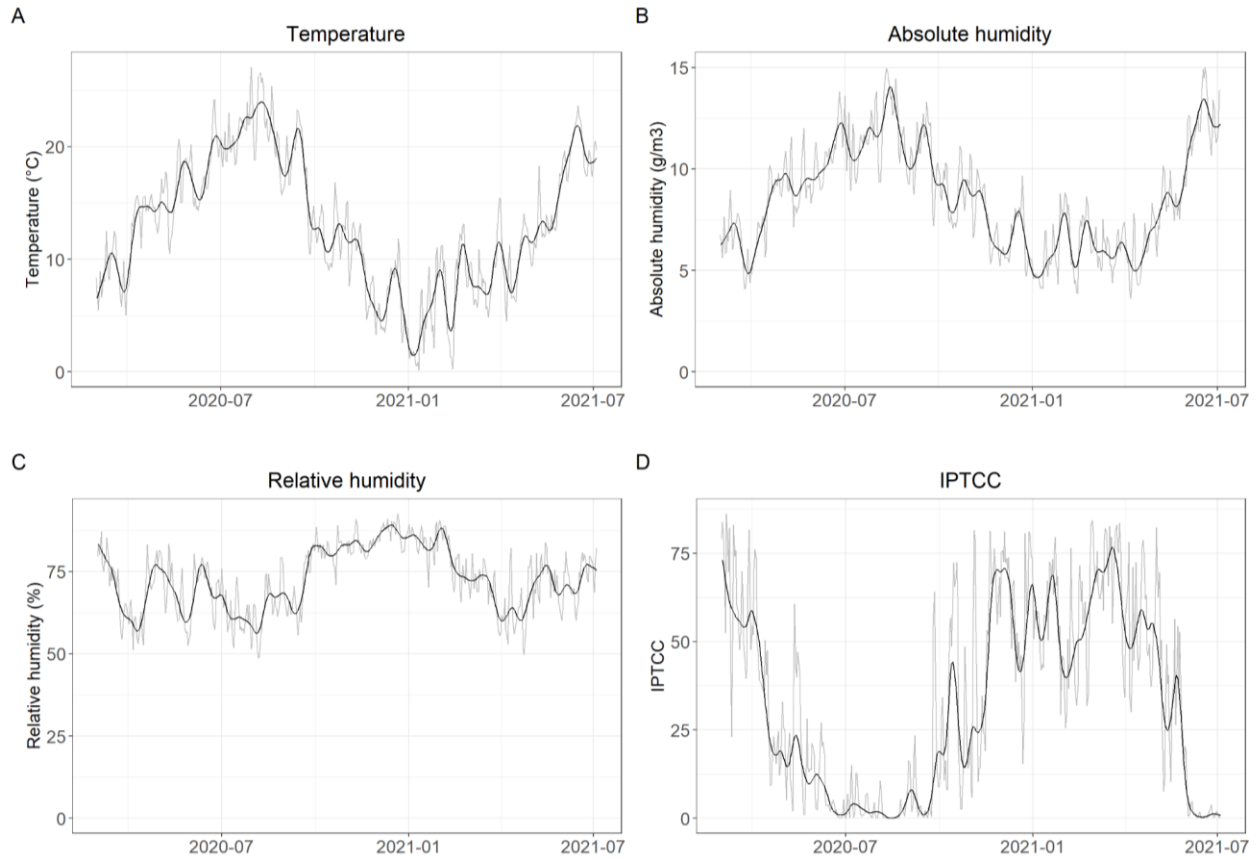 A
Temperature
Temperature (°C)
20
10
0
2020-07
2021-01
2021-07
B
Absolute humidity
Absolute humidity (g/m3)
15
10
5
0
2020-07
2021-01
2021-07
C
Relative humidity
Relative humidity (%)
75
50
25
0
2020-07
2021-01
2021-07
D
IPTCC
IPTCC
75
50
25
0
2020-07
2021-01
2021-07